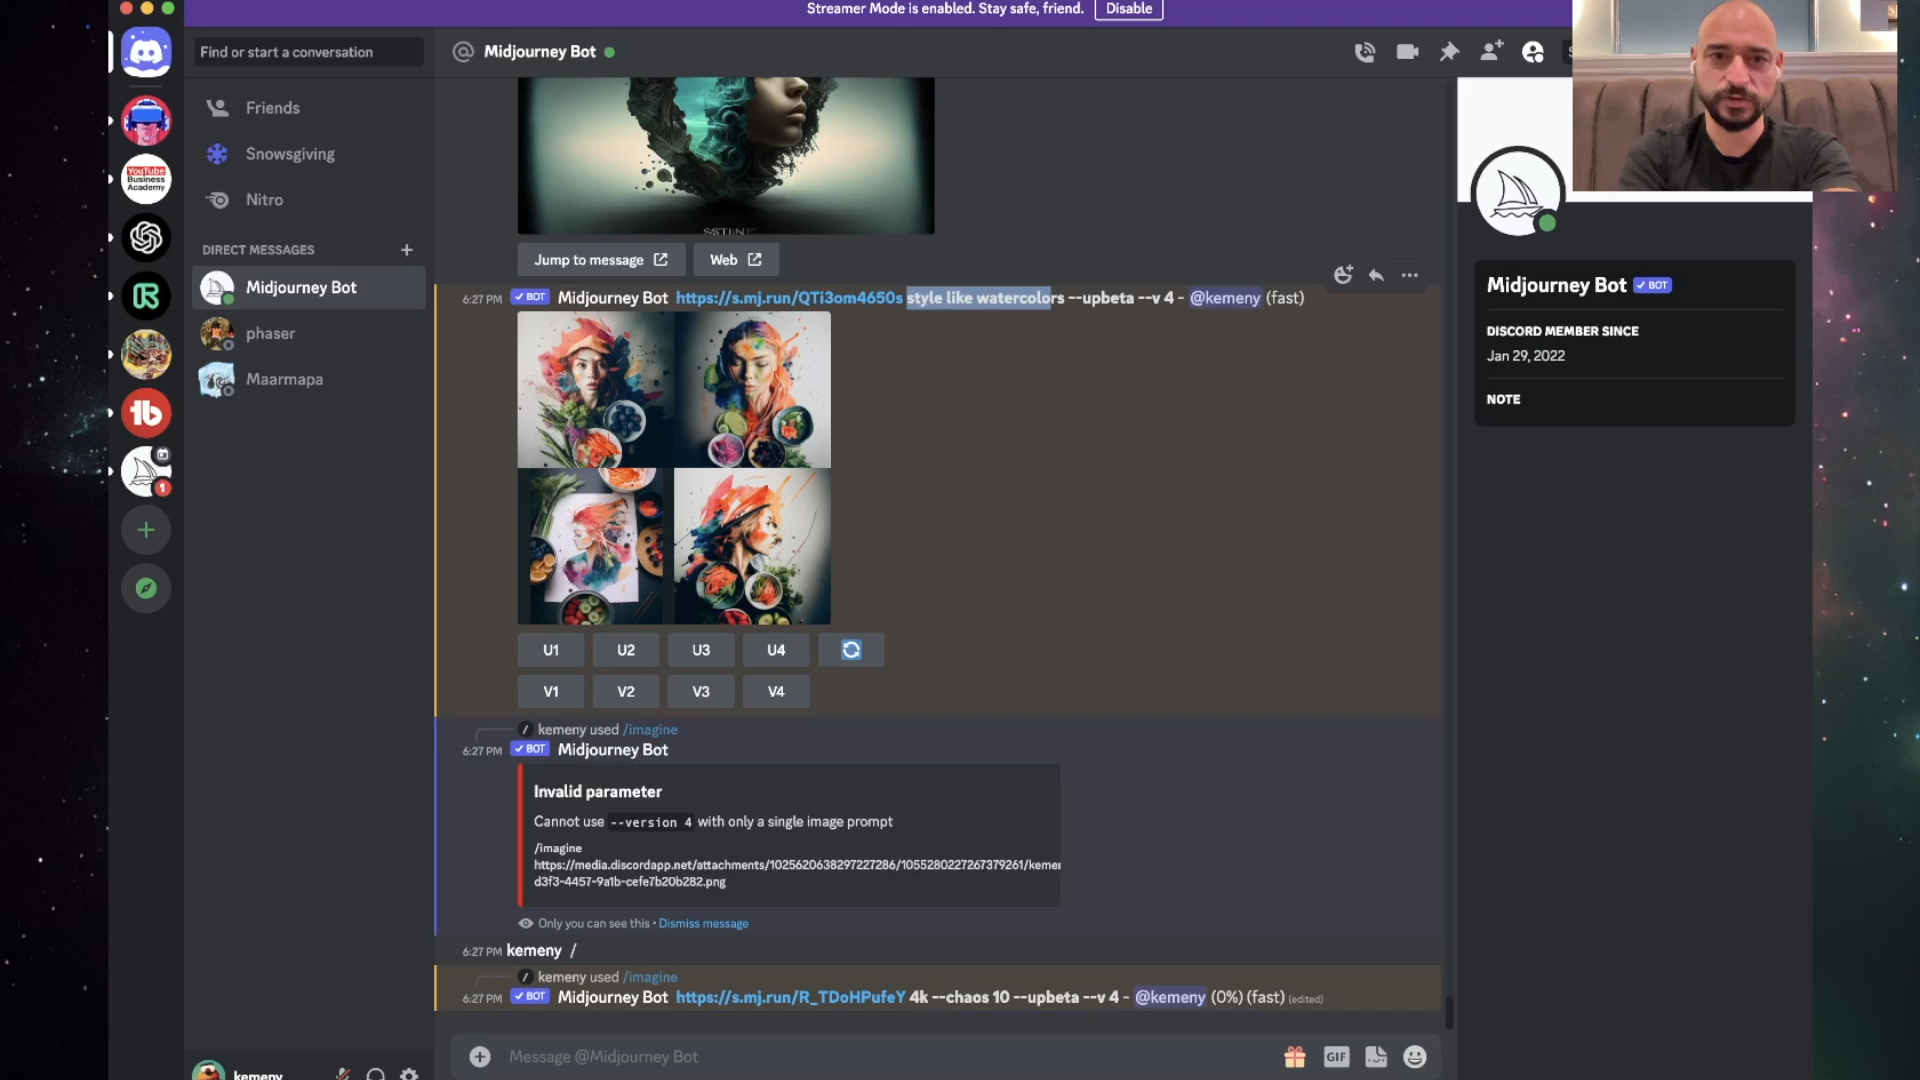 Streamer Mode is enabled. Stay safe, friend. Disable
Find or start a conversation
Midjourney Bot
Friends
Snowsgiving
Nitro
DIRECT MESSAGES
Midjourney Bot
phaser
Maarmapa
YouTube
Business
Academy
1
kemeny
Jump to message
Web
6:27 PM BOT Midjourney Bot https://s.mj.run/QTi3om4650s style like watercolors --upbeta --v 4 - @kemeny (fast)
U1 U2 U3 U4
V1 V2 V3 V4
kemeny used /imagine
6:27 PM BOT Midjourney Bot
Invalid parameter
Cannot use --version 4 with only a single image prompt
/imagine
https://media.discordapp.net/attachments/1025620638297227286/1055280227267379261/kemer
d3f3-4457-9a1b-cefe7b20b282.png
Only you can see this • Dismiss message
6:27 PM kemeny /
kemeny used /imagine
6:27 PM BOT Midjourney Bot https://s.mj.run/R_TDoHPufeY 4k --chaos 10 --upbeta --v 4 - @kemeny (0%) (fast) (edited)
Message @Midjourney Bot
GIF
Midjourney Bot BOT
DISCORD MEMBER SINCE
Jan 29, 2022
NOTE